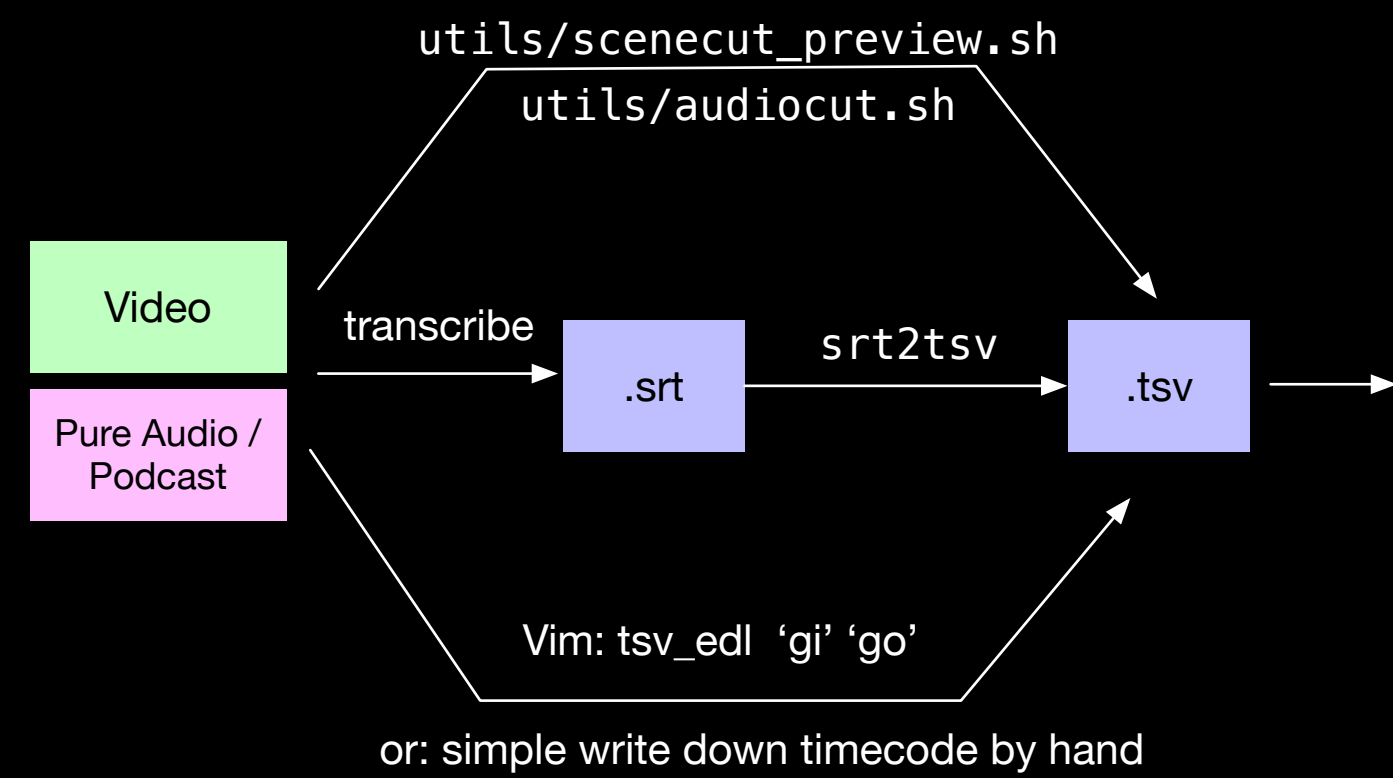 utils/scenecut_preview.sh
utils/audiocut.sh
Video
transcribe
.srt
srt2tsv
.tsv
Pure Audio /
Podcast
Vim: tsv_edl  ‘gi’ ‘go’
or: simple write down timecode by hand